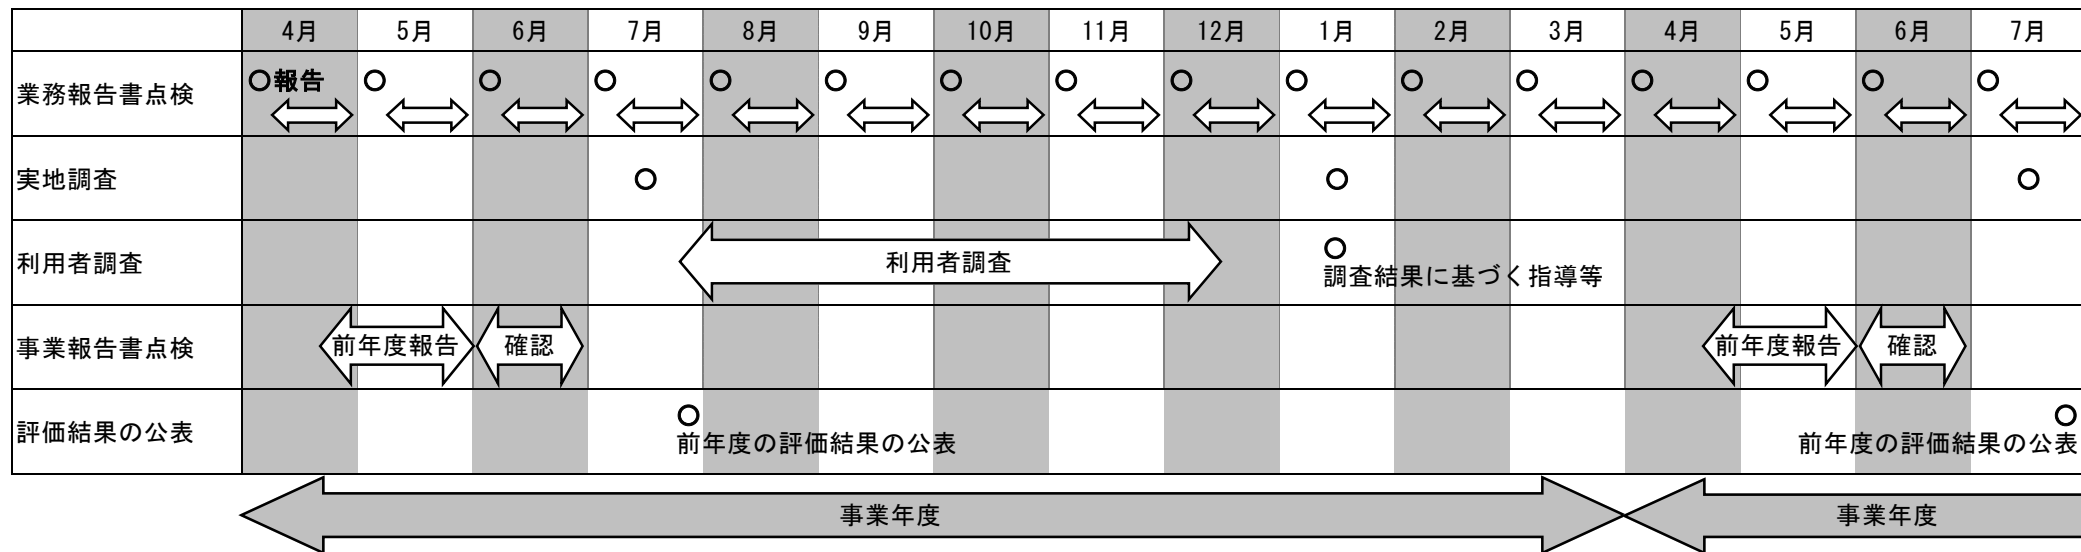 4月 5月 6月 7月 8月 9月 10月 11月 12月 1月 2月 3月 4月 5月 6月 7月
業務報告書点検 ○報告 ○ ○ ○ ○ ○ ○ ○ ○ ○ ○ ○ ○ ○ ○ ○
実地調査 ○ ○ ○
利用者調査 利用者調査 ○
調査結果に基づく指導等
事業報告書点検 前年度報告 確認 前年度報告 確認
評価結果の公表 ○ ○
前年度の評価結果の公表 前年度の評価結果の公表
事業年度 事業年度